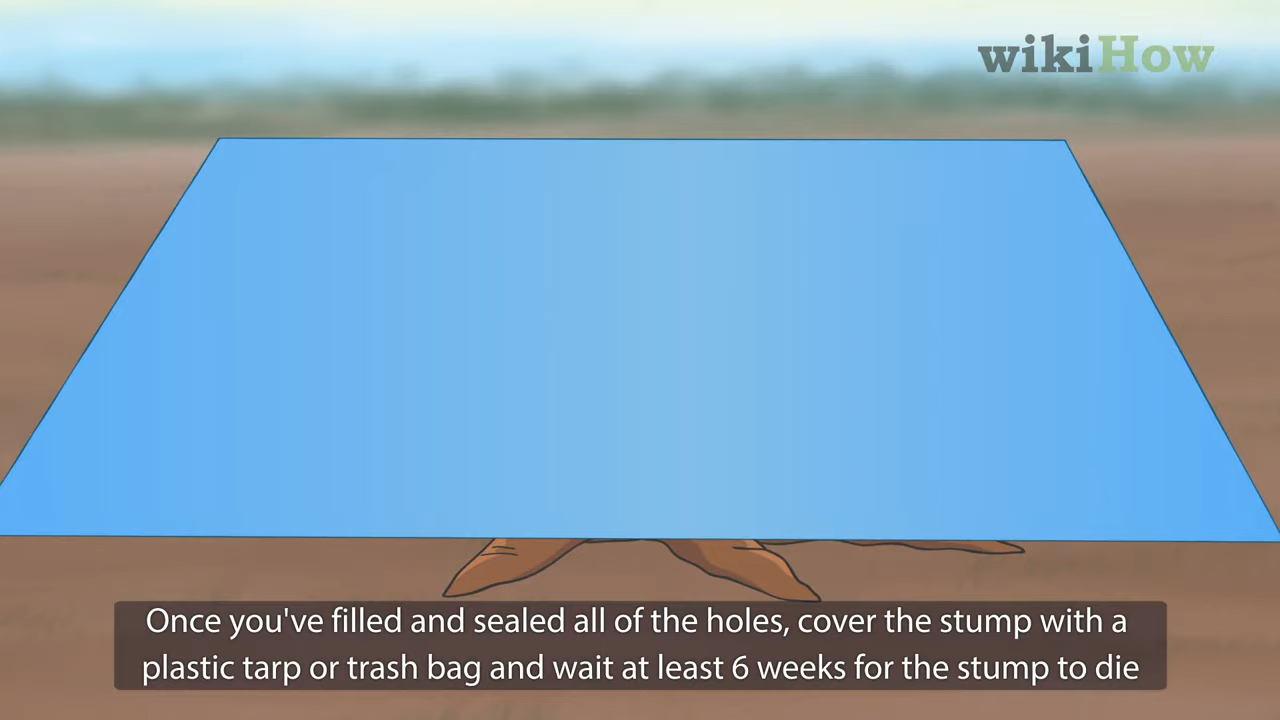 wikiHow
Once you've filled and sealed all of the holes, cover the stump with a
plastic tarp or trash bag and wait at least 6 weeks for the stump to die